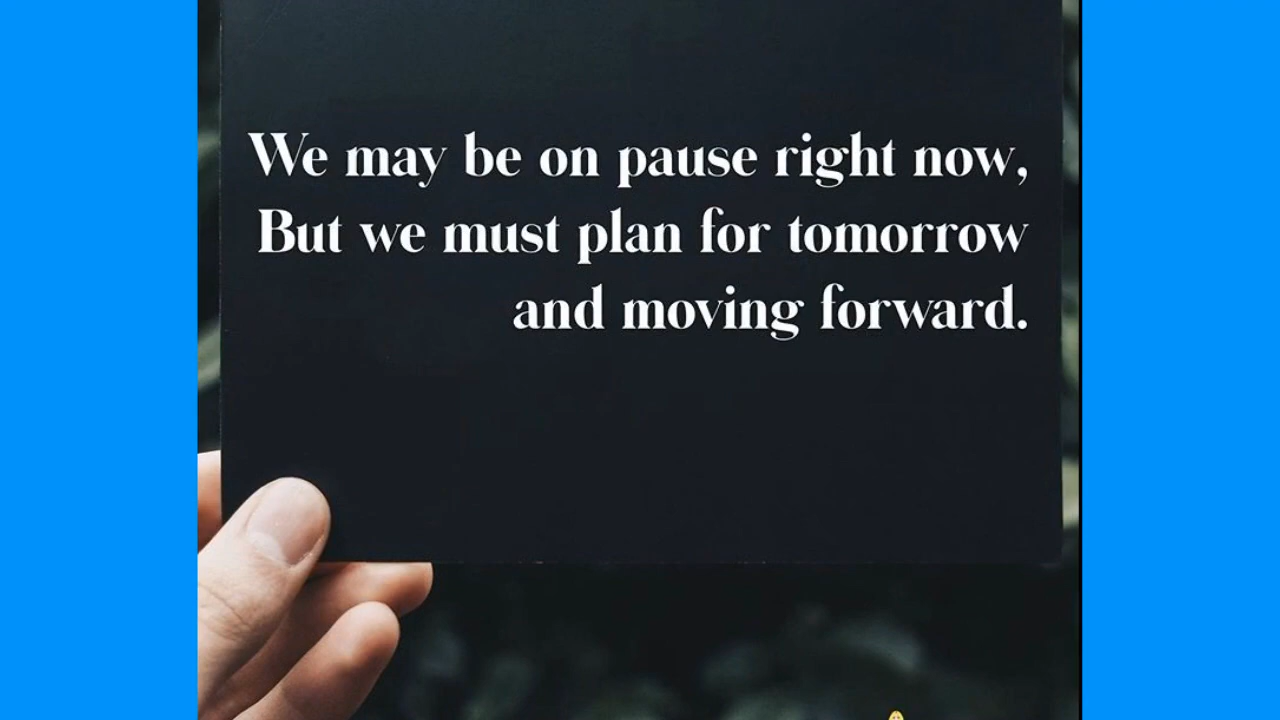 We may be on pause right now,
But we must plan for tomorrow
and moving forward.